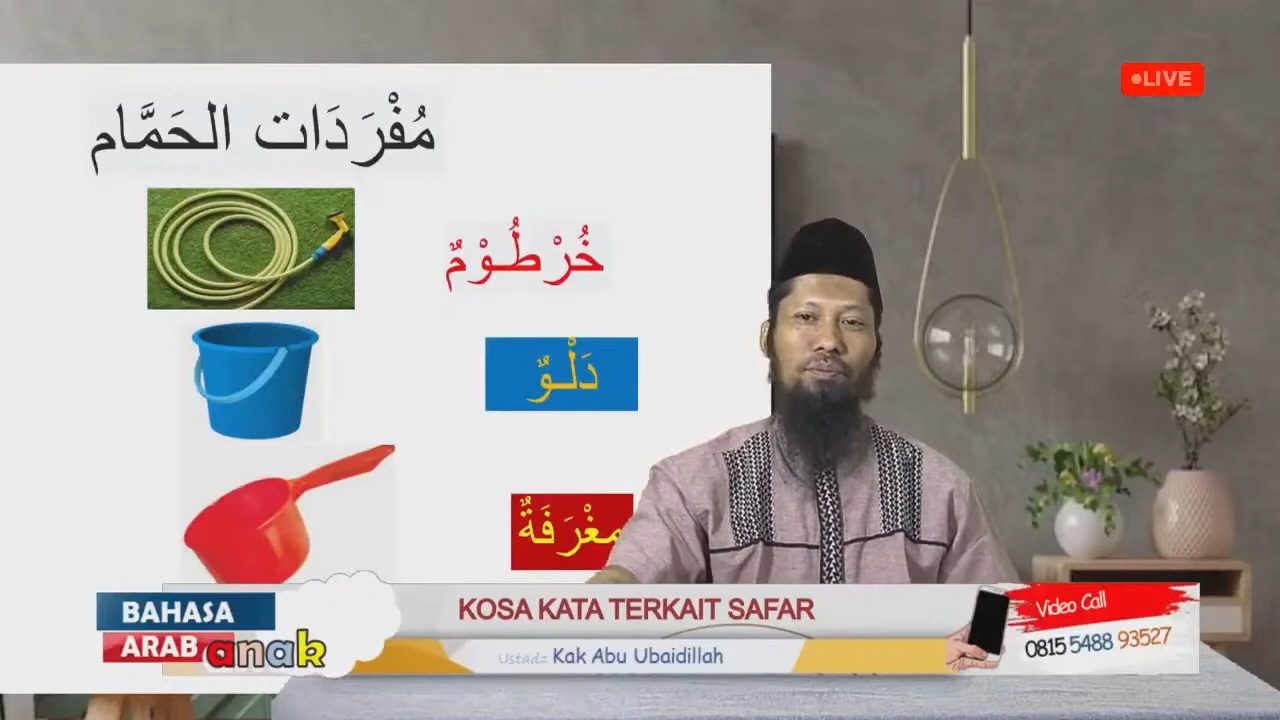 LIVE
مُفْرَدَات الحَمَّام
خُرْطُوْمٌ
دَلْوٌ
مغْرَفَةٌ
BAHASA
ARAB
anak
KOSA KATA TERKAIT SAFAR
Ustadz Kak Abu Ubaidillah
Video Call
0815 5488 93527